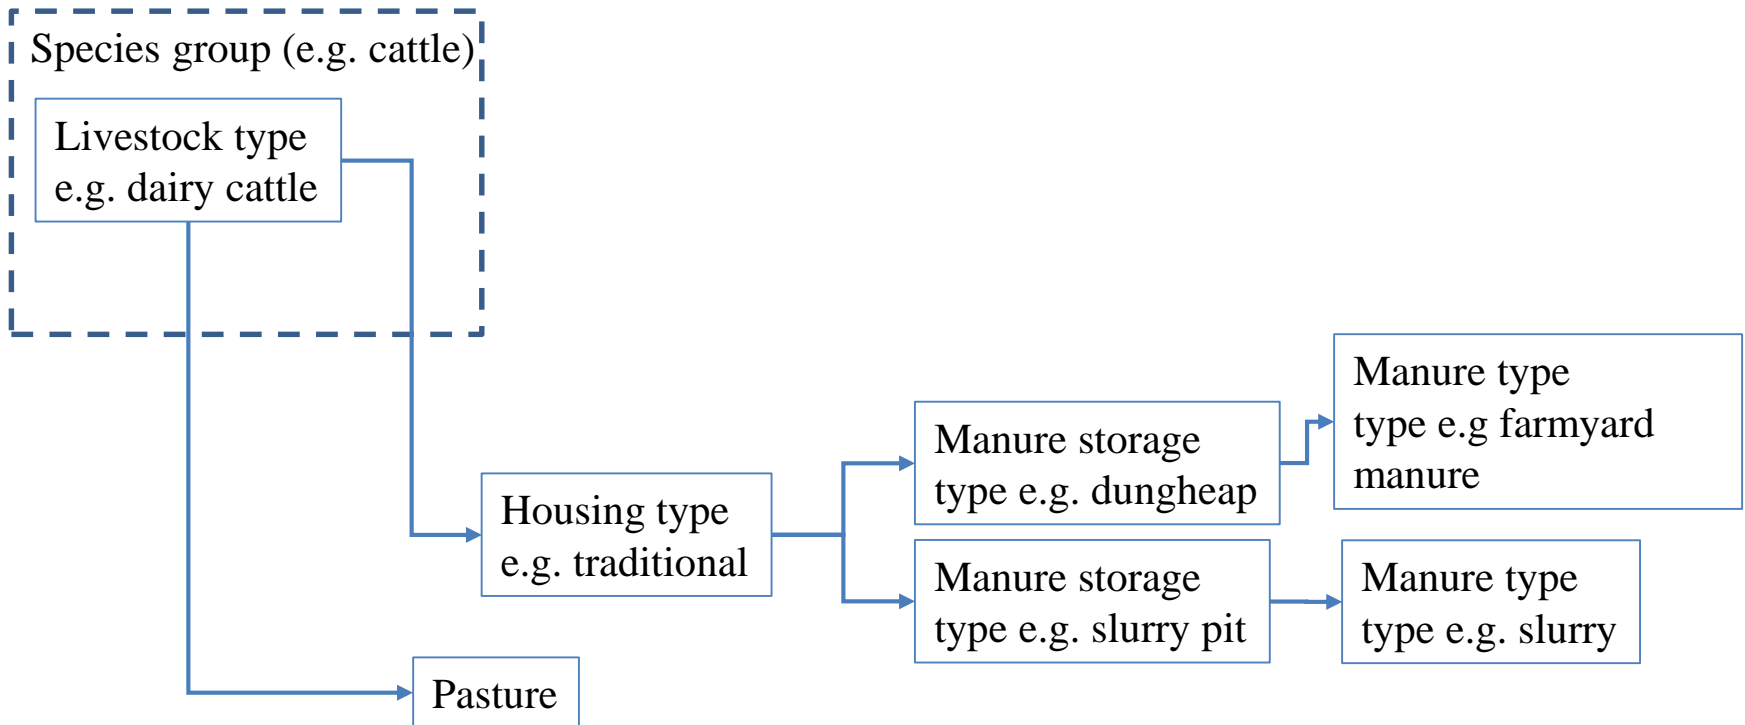 Species group (e.g. cattle)
Livestock type
e.g. dairy cattle
Housing type
e.g. traditional
Pasture
Manure storage
type e.g. dungheap
Manure storage
type e.g. slurry pit
Manure type
type e.g farmyard
manure
Manure type
type e.g. slurry